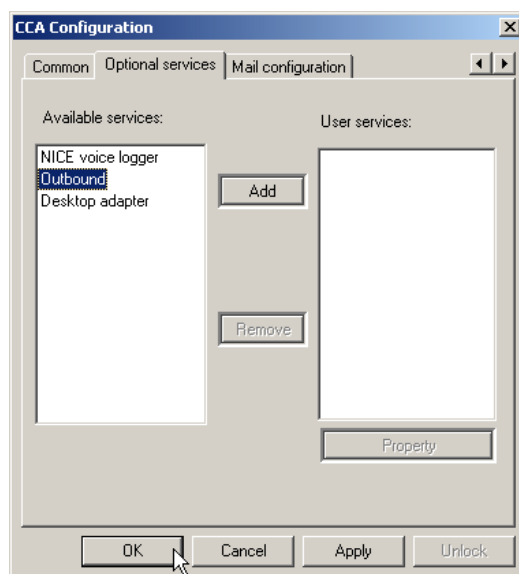 CCA Configuration
Common
Optional services
Mail configuration
Available services:
User services:
NICE voice logger
Outbound
Desktop adapter
Add
Remove
Property
OK
Cancel
Apply
Unlock